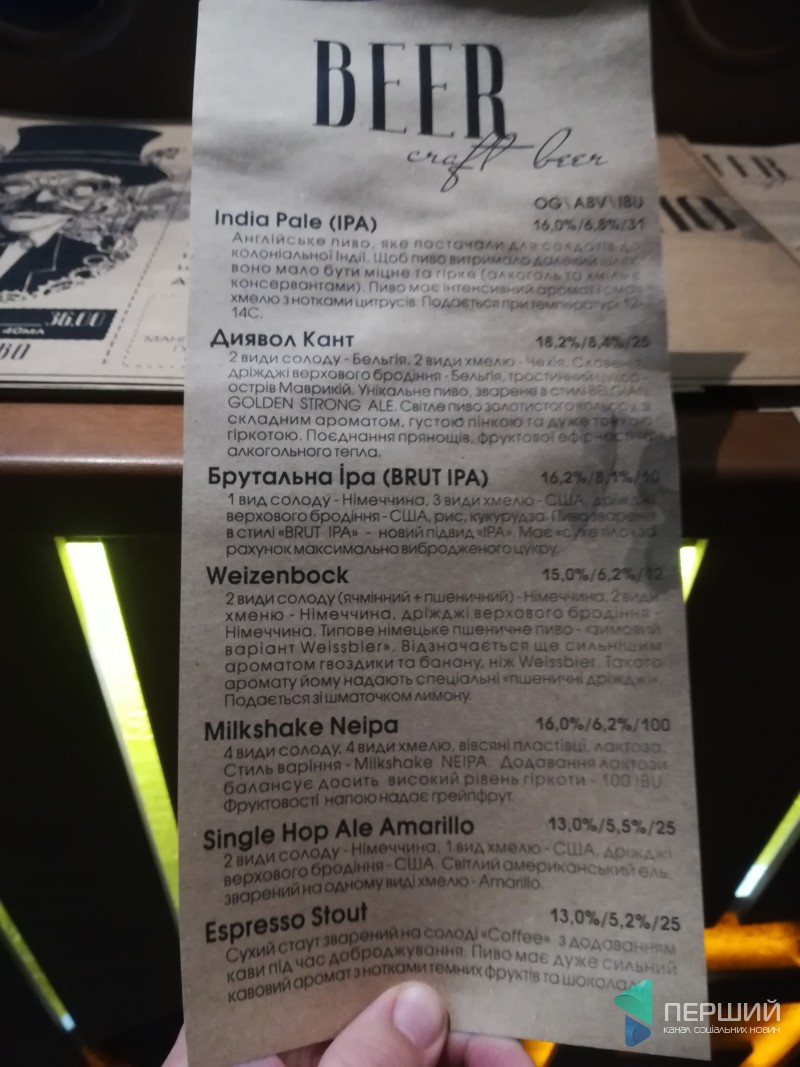 BEER
craft beer
OG\ABV\IBU
India Pale (IPA) 16,0%/6,8%/31
Англійське пиво, яке постачали для солдатів до
колоніальної Індії. Щоб пиво витримало далекий шлях
воно мало бути міцне та гірке (алкоголь та хміль є
консервантами). Пиво має інтенсивний аромат і смак
хмелю з нотками цитрусів. Подається при температурі 12-
14С.
Диявол Кант 18,2%/8,4%/25
2 види солоду - Бельгія, 2 види хмелю - Чехія, Словенія,
дріжджі верхового бродіння - Бельгія, тростинний цукор-
острів Маврикій. Унікальне пиво, зварене в стилі BELGIAN
GOLDEN STRONG ALE. Світле пиво золотистого кольору, зі
складним ароматом, густою пінкою та дуже тонкою
гіркотою. Поєднання прянощів, фруктової ефірності та
алкогольного тепла.
Брутальна Іра (BRUT IPA) 16,2%/8,1%/10
1 вид солоду - Німеччина, 3 види хмелю - США, дріжджі
верхового бродіння - США, рис, кукурудза. Пиво зварене
в стилі «BRUT IPA» - новий підвид «IPA». Має «сухе тіло» за
рахунок максимально вибродженого цукру.
Weizenbock 15,0%/6,2%/12
2 види солоду (ячмінний + пшеничний) - Німеччина, 2 види
хменю - Німеччина, дріжджі верхового бродіння -
Німеччина. Типове німецьке пшеничне пиво - «зимовий
варіант Weissbier». Відзначається ще сильнішим
ароматом гвоздики та банану, ніж Weissbier. Такого
аромату йому надають спеціальні «пшеничні дріжджі».
Подається зі шматочком лимону.
Milkshake Neipa 16,0%/6,2%/100
4 види солоду, 4 види хмелю, вівсяні пластівці, лактоза.
Стиль варіння - Milkshake NEIPA. Додавання лактози
балансує досить високий рівень гіркоти - 100 IBU.
Фруктовості напою надає грейпфрут.
Single Hop Ale Amarillo 13,0%/5,5%/25
2 види солоду - Німеччина, 1 вид хмелю - США, дріжджі
верхового бродіння - США. Світлий американський ель,
зварений на одному виді хмелю - Amarillo.
Espresso Stout 13,0%/5,2%/25
Сухий стаут зварений на солоді «Coffee» з додаванням
кави під час доброджування. Пиво має дуже сильний
кавовий аромат з нотками темних фруктів та шоколаду.
36.00
40МЛ
ПЕРШИЙ
канал соціальних новин